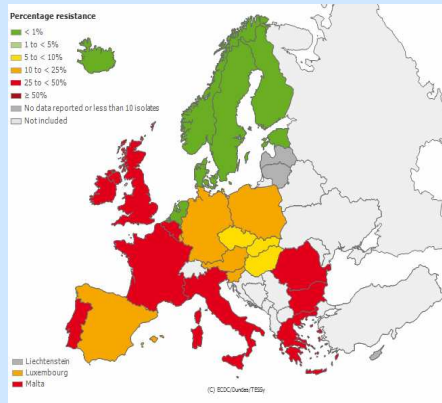 Percentage resistance
< 1%
1 to < 5%
5 to < 10%
10 to < 25%
25 to < 50%
≥ 50%
No data reported or less than 10 isolates
Not included
Liechtenstein
Luxembourg
Malta
(C) ECDC/Dundas/TESSy